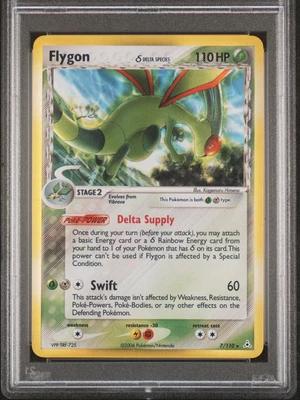 Flygon δ DELTA SPECIES 110 HP
Illus. Kagemaru Himeno
STAGE 2
Evolves from
Vibrava
This Pokémon is both type.
Poké-POWER Delta Supply
Once during your turn (before your attack), you may attach
a basic Energy card or a δ Rainbow Energy card from
your hand to 1 of your Pokémon that has δ on its card. This
power can't be used if Flygon is affected by a
Special Condition.
Swift 60
This attack's damage isn't affected by Weakness, Resistance,
Poké-Powers, Poké-Bodies, or any other effects on the
Defending Pokémon.
weakness resistance -30 retreat cost
©2006 Pokémon/Nintendo 7/110